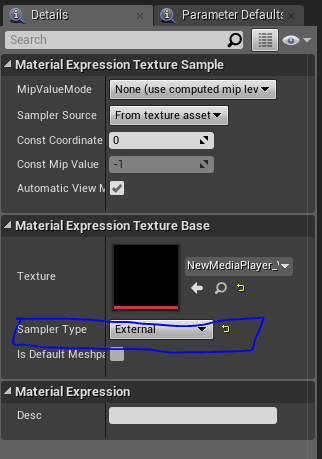 Details
Parameter Defaults
Search
Material Expression Texture Sample
MipValueMode
None (use computed mip lev
Sampler Source
From texture asset
Const Coordinate
0
Const Mip Value
-1
Automatic View M
Material Expression Texture Base
Texture
NewMediaPlayer_
Sampler Type
External
Is Default Meshpa
Material Expression
Desc